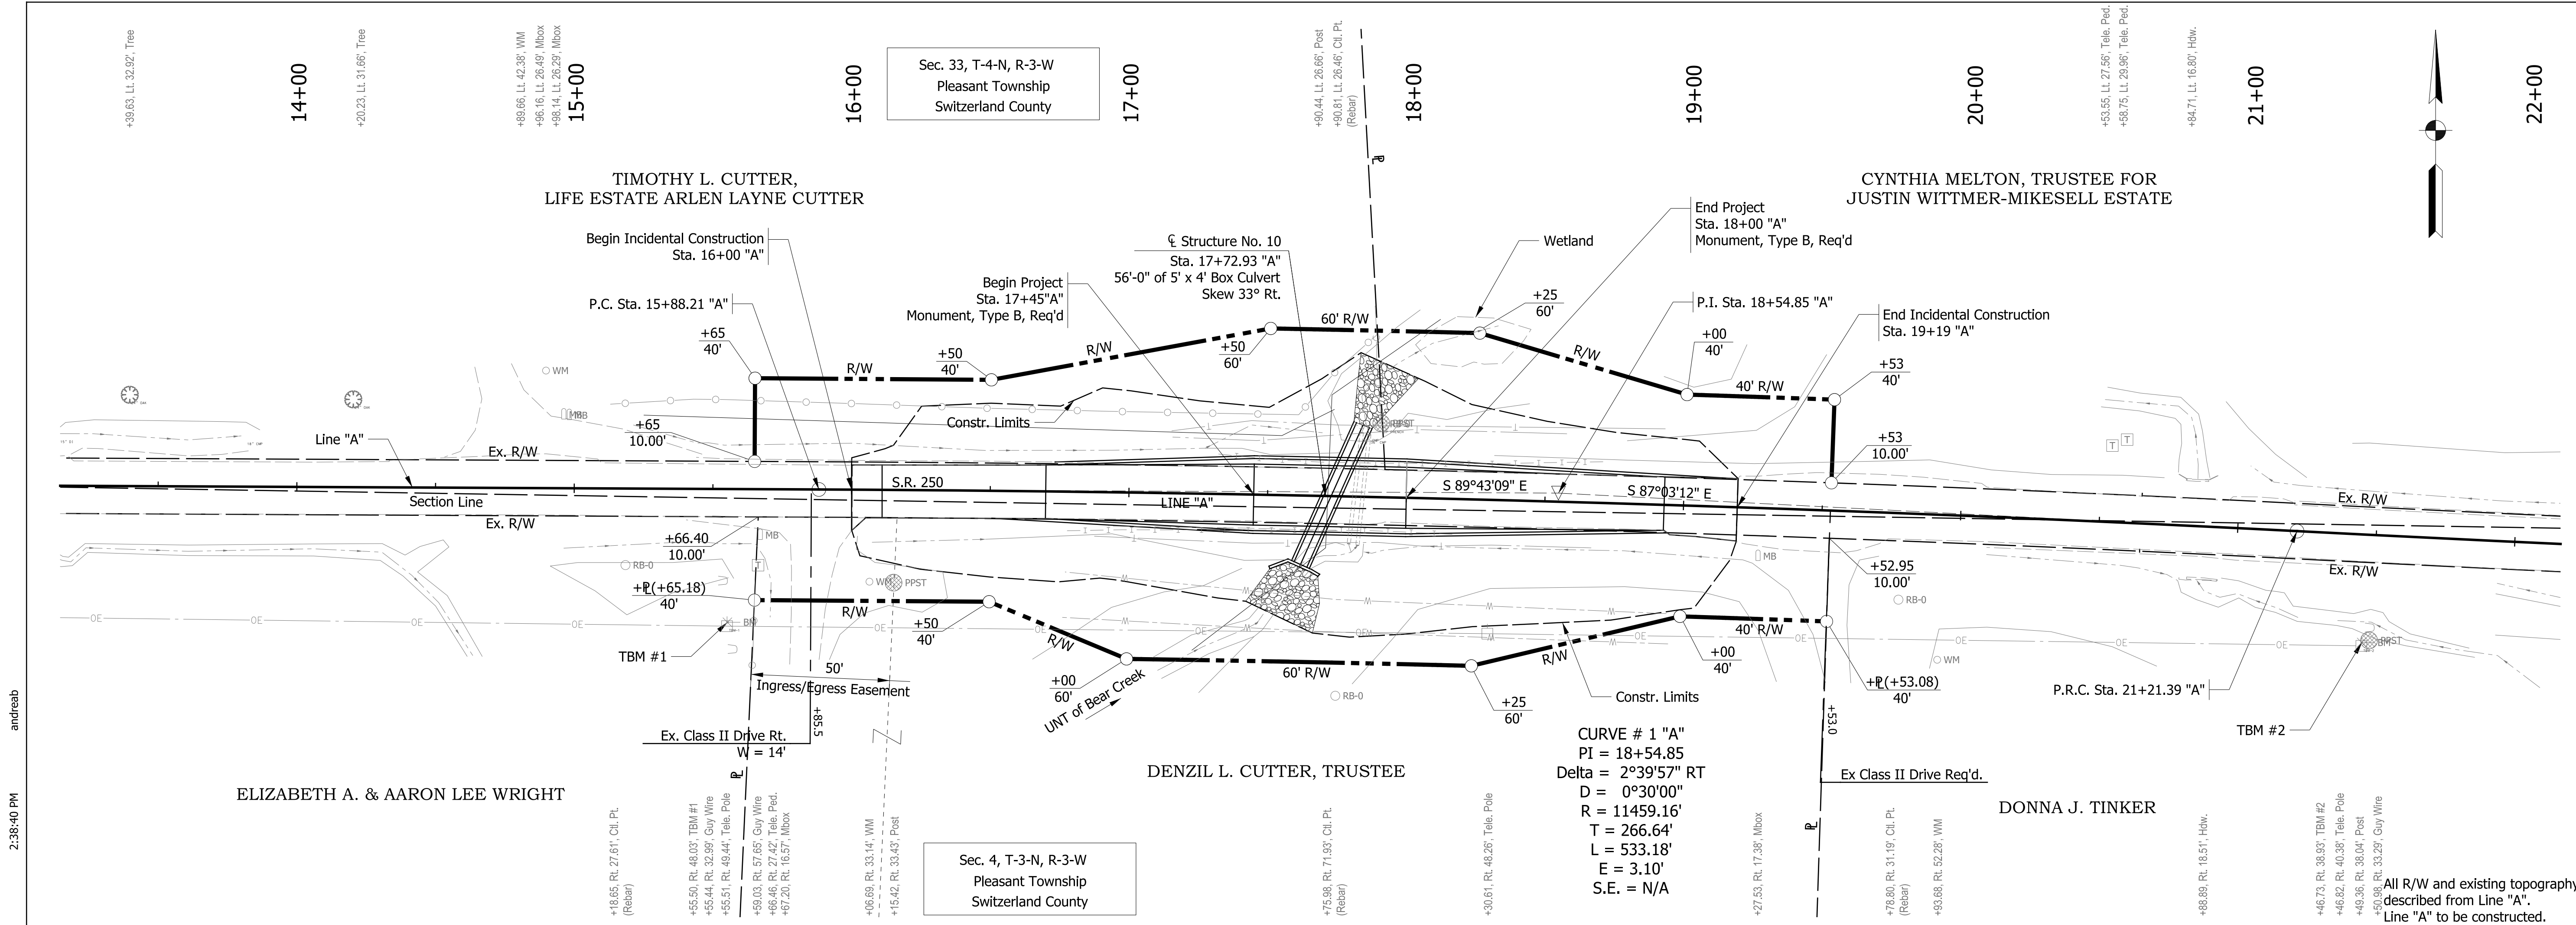 +39.63, Lt. 32.92', Tree
14+00
+20.23, Lt. 31.66', Tree
+89.66, Lt. 42.38', WM
+96.16, Lt. 26.49', Mbox
+98.14, Lt. 26.29', Mbox
15+00
16+00
Sec. 33, T-4-N, R-3-W
Pleasant Township
Switzerland County
17+00
+90.44, Lt. 26.66', Post
+90.81, Lt. 26.46', Ctl. Pt.
(Rebar)
18+00
19+00
20+00
+53.55, Lt. 27.56', Tele. Ped.
+58.75, Lt. 29.96', Tele. Ped.
+84.71, Lt. 16.80', Hdw.
21+00
22+00
TIMOTHY L. CUTTER,
LIFE ESTATE ARLEN LAYNE CUTTER
CYNTHIA MELTON, TRUSTEE FOR
JUSTIN WITTMER-MIKESELL ESTATE
PL
Begin Incidental Construction
Sta. 16+00 "A"
P.C. Sta. 15+88.21 "A"
Begin Project
Sta. 17+45"A"
Monument, Type B, Req'd
℄ Structure No. 10
Sta. 17+72.93 "A"
56'-0" of 5' x 4' Box Culvert
Skew 33° Rt.
Wetland
End Project
Sta. 18+00 "A"
Monument, Type B, Req'd
P.I. Sta. 18+54.85 "A"
End Incidental Construction
Sta. 19+19 "A"
+65
40'
R/W
+50
40'
R/W
+50
60'
60' R/W
+25
60'
R/W
+00
40'
40' R/W
+53
40'
WM
MB
+65
10.00'
Constr. Limits
PPST
+53
10.00'
T
T
Line "A"
Ex. R/W
Section Line
Ex. R/W
S.R. 250
LINE "A"
S 89°43'09" E
S 87°03'12" E
Ex. R/W
Ex. R/W
+66.40
10.00'
MB
T
RB-0
WM
PPST
+PL(+65.18)
40'
R/W
+50
40'
R/W
+00
60'
60' R/W
+25
60'
R/W
+00
40'
40' R/W
MB
+52.95
10.00'
RB-0
+PL(+53.08)
40'
WM
OE
OE
OE
OE
OE
OE
OE
OE
OE
OE
OE
OE
OE
W
W
W
W
W
BM
TBM #1
50'
Ingress/Egress Easement
UNT of Bear Creek
RB-0
Constr. Limits
P.R.C. Sta. 21+21.39 "A"
TBM #2
+85.5
Ex. Class II Drive Rt.
W = 14'
PL
+53.0
Ex Class II Drive Req'd.
PL
ELIZABETH A. & AARON LEE WRIGHT
DENZIL L. CUTTER, TRUSTEE
DONNA J. TINKER
CURVE # 1 "A"
PI = 18+54.85
Delta = 2°39'57" RT
D = 0°30'00"
R = 11459.16'
T = 266.64'
L = 533.18'
E = 3.10'
S.E. = N/A
+18.65, Rt. 27.61', Ctl. Pt.
(Rebar)
+55.50, Rt. 48.03', TBM #1
+55.44, Rt. 32.99', Guy Wire
+55.51, Rt. 49.44', Tele. Pole
+59.03, Rt. 57.65', Guy Wire
+66.46, Rt. 27.42', Tele. Ped.
+67.20, Rt. 16.57', Mbox
+06.69, Rt. 33.14', WM
+15.42, Rt. 33.43', Post
Sec. 4, T-3-N, R-3-W
Pleasant Township
Switzerland County
+75.98, Rt. 71.93', Ctl. Pt.
(Rebar)
+30.61, Rt. 48.26', Tele. Pole
+27.53, Rt. 17.38', Mbox
+78.80, Rt. 31.19', Ctl. Pt.
(Rebar)
+93.68, Rt. 52.28', WM
+88.89, Rt. 18.51', Hdw.
+46.73, Rt. 38.93', TBM #2
+46.82, Rt. 40.38', Tele. Pole
+49.36, Rt. 38.04', Post
+50.98, Rt. 33.29', Guy Wire
All R/W and existing topography
described from Line "A".
Line "A" to be constructed.
2:38:40 PM
andreab